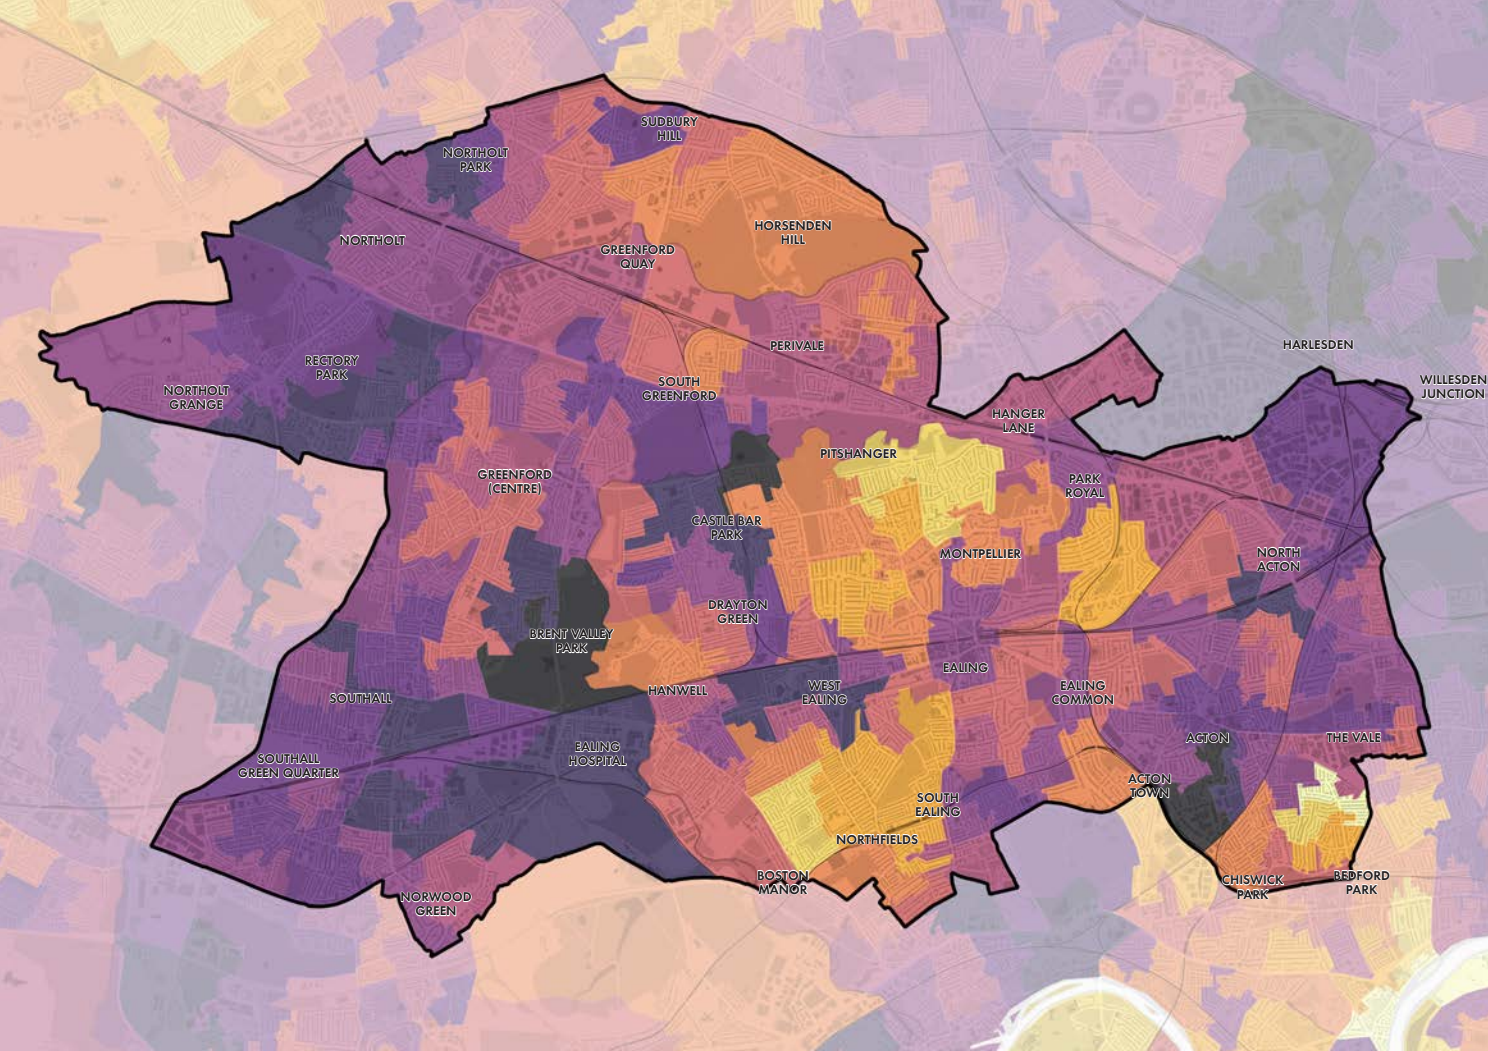 SUDBURY
HILL
NORTHOLT
PARK
HORSENDEN
HILL
NORTHOLT
GREENFORD
QUAY
PERIVALE
HARLESDEN
RECTORY
PARK
NORTHOLT
GRANGE
SOUTH
GREENFORD
WILLESDEN
JUNCTION
HANGER
LANE
PITSHANGER
GREENFORD
(CENTRE)
PARK
ROYAL
CASTLE BAR
PARK
MONTPELLIER
NORTH
ACTON
DRAYTON
GREEN
BRENT VALLEY
PARK
EALING
HANWELL
WEST
EALING
EALING
COMMON
SOUTHALL
ACTON
THE VALE
EALING
HOSPITAL
SOUTHALL
GREEN QUARTER
ACTON
TOWN
SOUTH
EALING
NORTHFIELDS
BOSTON
MANOR
CHISWICK
PARK
BEDFORD
PARK
NORWOOD
GREEN